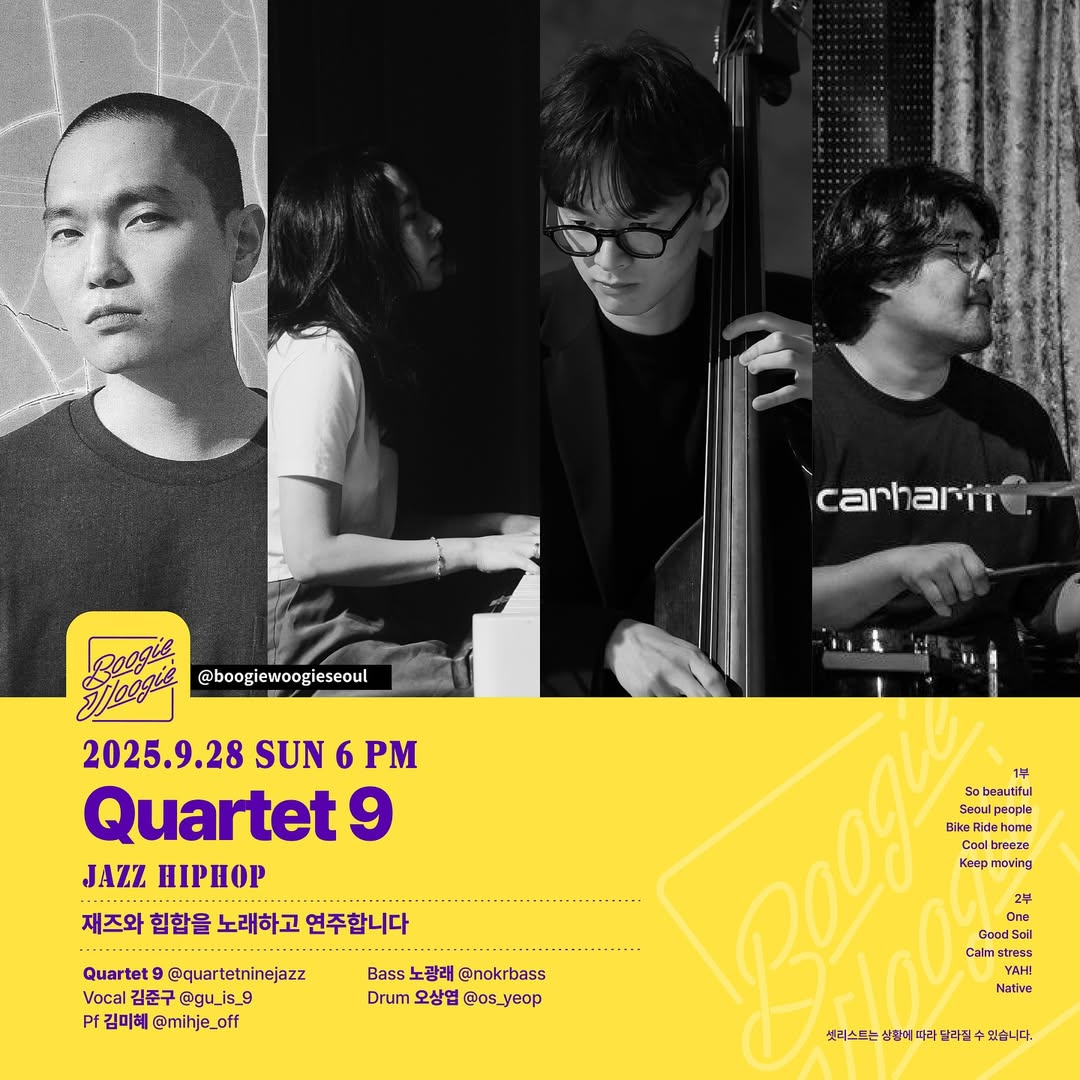 carhartt
Boogie
Woogie
@boogiewoogieseoul
2025.9.28 SUN 6 PM
Quartet 9
JAZZ HIPHOP
재즈와 힙합을 노래하고 연주합니다
Quartet 9 @quartetninejazz
Vocal 김준구 @gu_is_9
Pf 김미혜 @mihje_off
Bass 노광래 @nokrbass
Drum 오상엽 @os_yeop
1부
So beautiful
Seoul people
Bike Ride home
Cool breeze
Keep moving
2부
One
Good Soil
Calm stress
YAH!
Native
셋리스트는 상황에 따라 달라질 수 있습니다.
Boogie
Woogie